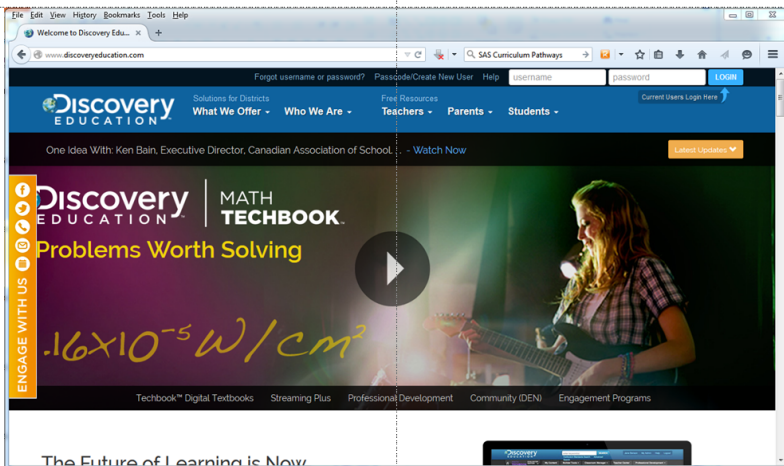 File Edit View History Bookmarks Tools Help
Welcome to Discovery Edu... × +
www.discoveryeducation.com SAS Curriculum Pathways
Forgot username or password? Passcode/Create New User Help username password LOGIN
Current Users Login Here
Discovery
EDUCATION
Solutions for Districts
What We Offer
Who We Are
Free Resources
Teachers
Parents
Students
One Idea With: Ken Bain, Executive Director, Canadian Association of School. . . - Watch Now
Latest Updates
ENGAGE WITH US
Discovery
EDUCATION
MATH
TECHBOOK™
Problems Worth Solving
.16×10⁻⁵ W/cm²
Techbook™ Digital Textbooks Streaming Plus Professional Development Community (DEN) Engagement Programs
The Future of Learning is Now
Discovery